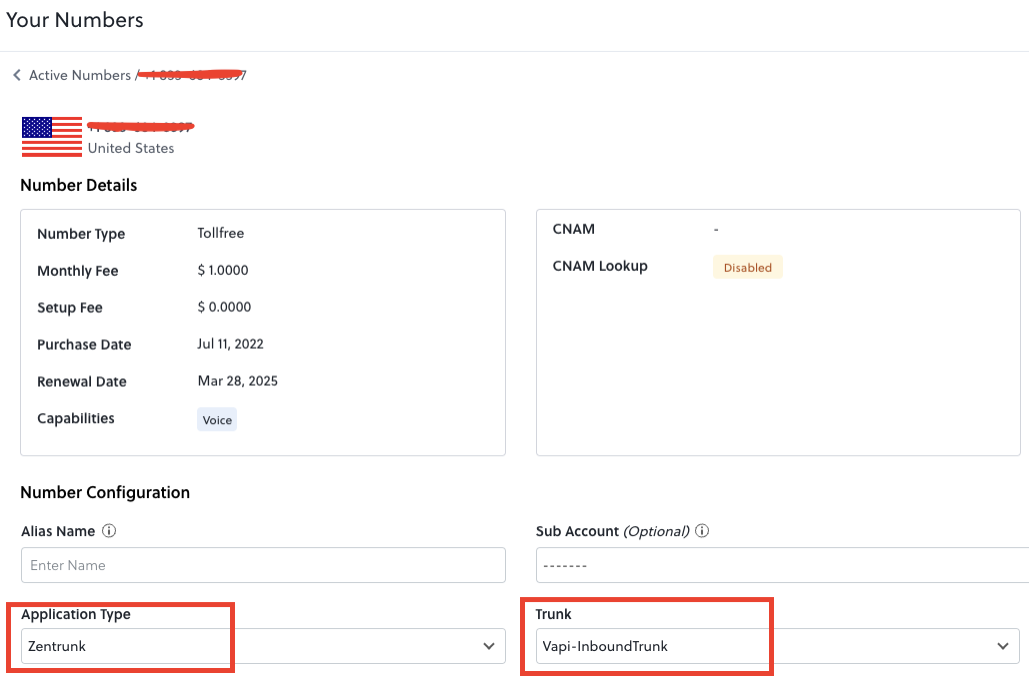 Your Numbers
Active Numbers /
United States
Number Details
Number Type Tollfree
Monthly Fee $ 1.0000
Setup Fee $ 0.0000
Purchase Date Jul 11, 2022
Renewal Date Mar 28, 2025
Capabilities Voice
CNAM -
CNAM Lookup Disabled
Number Configuration
Alias Name
Enter Name
Sub Account (Optional)
-------
Application Type
Zentrunk
Trunk
Vapi-InboundTrunk